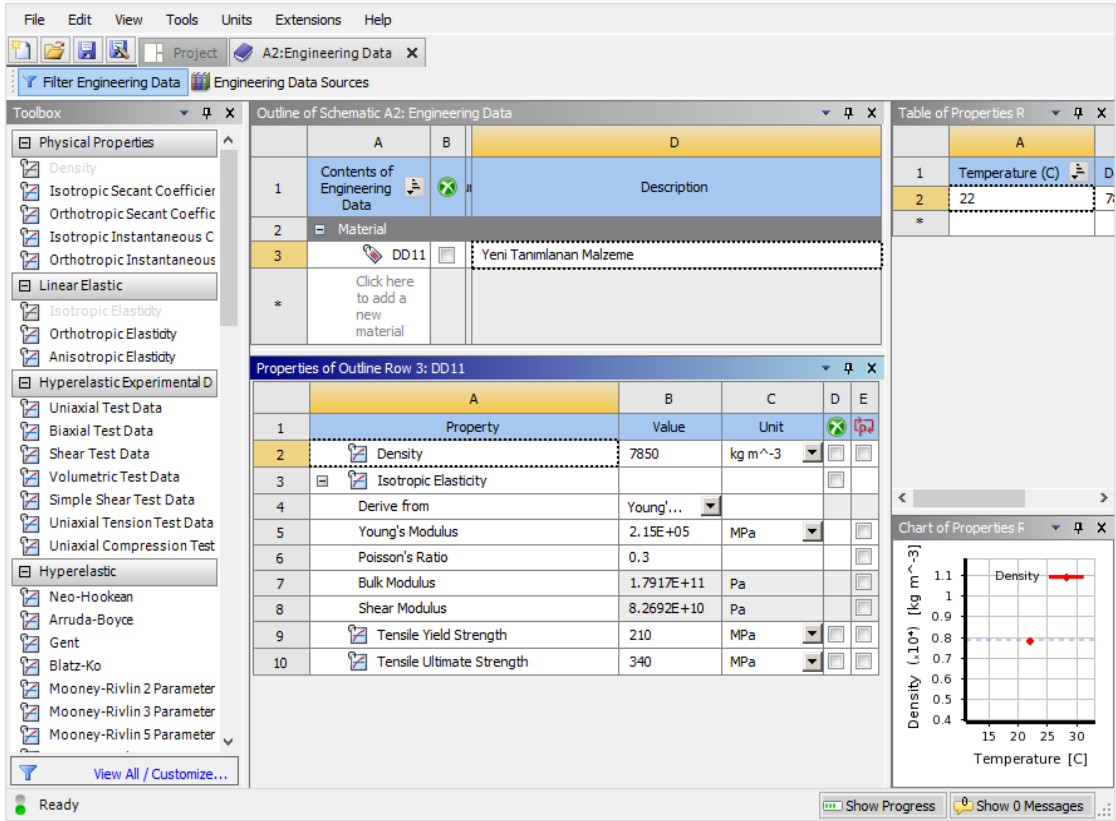 File Edit View Tools Units Extensions Help
Project A2:Engineering Data
Filter Engineering Data Engineering Data Sources
Toolbox
Physical Properties
Density
Isotropic Secant Coefficier
Orthotropic Secant Coeffic
Isotropic Instantaneous C
Orthotropic Instantaneous
Linear Elastic
Isotropic Elasticity
Orthotropic Elasticity
Anisotropic Elasticity
Hyperelastic Experimental D
Uniaxial Test Data
Biaxial Test Data
Shear Test Data
Volumetric Test Data
Simple Shear Test Data
Uniaxial Tension Test Data
Uniaxial Compression Test
Hyperelastic
Neo-Hookean
Arruda-Boyce
Gent
Blatz-Ko
Mooney-Rivlin 2 Parameter
Mooney-Rivlin 3 Parameter
Mooney-Rivlin 5 Parameter
View All / Customize...
Outline of Schematic A2: Engineering Data
A B D
1 Contents of Engineering Data Description
2 Material
3 DD11 Yeni Tanımlanan Malzeme
* Click here to add a new material
Properties of Outline Row 3: DD11
A B C D E
1 Property Value Unit
2 Density 7850 kg m^-3
3 Isotropic Elasticity
4 Derive from Young'...
5 Young's Modulus 2.15E+05 MPa
6 Poisson's Ratio 0.3
7 Bulk Modulus 1.7917E+11 Pa
8 Shear Modulus 8.2692E+10 Pa
9 Tensile Yield Strength 210 MPa
10 Tensile Ultimate Strength 340 MPa
Table of Properties R
A
1 Temperature (C) D
2 22 78
*
Chart of Properties R
Density (x10⁴) [kg m^-3]
Density
1.1
1
0.9
0.8
0.7
0.6
0.5
0.4
15 20 25 30
Temperature [C]
Ready
Show Progress 0 Show 0 Messages